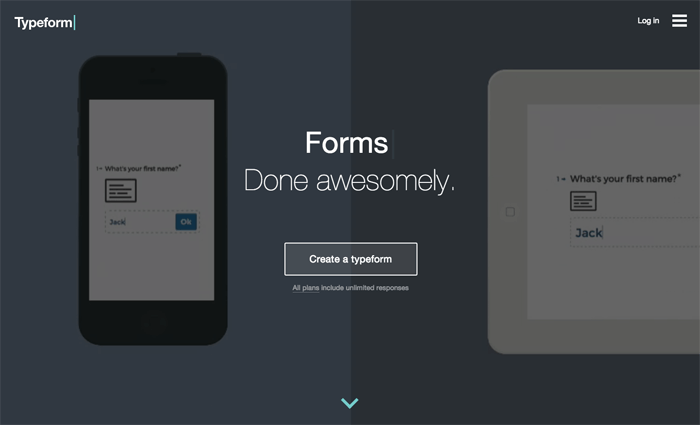 Typeform
Log in
Forms
Done awesomely.
Create a typeform
All plans include unlimited responses
1 What's your first name?*
Jack
Ok
1 What's your first name?*
Jack